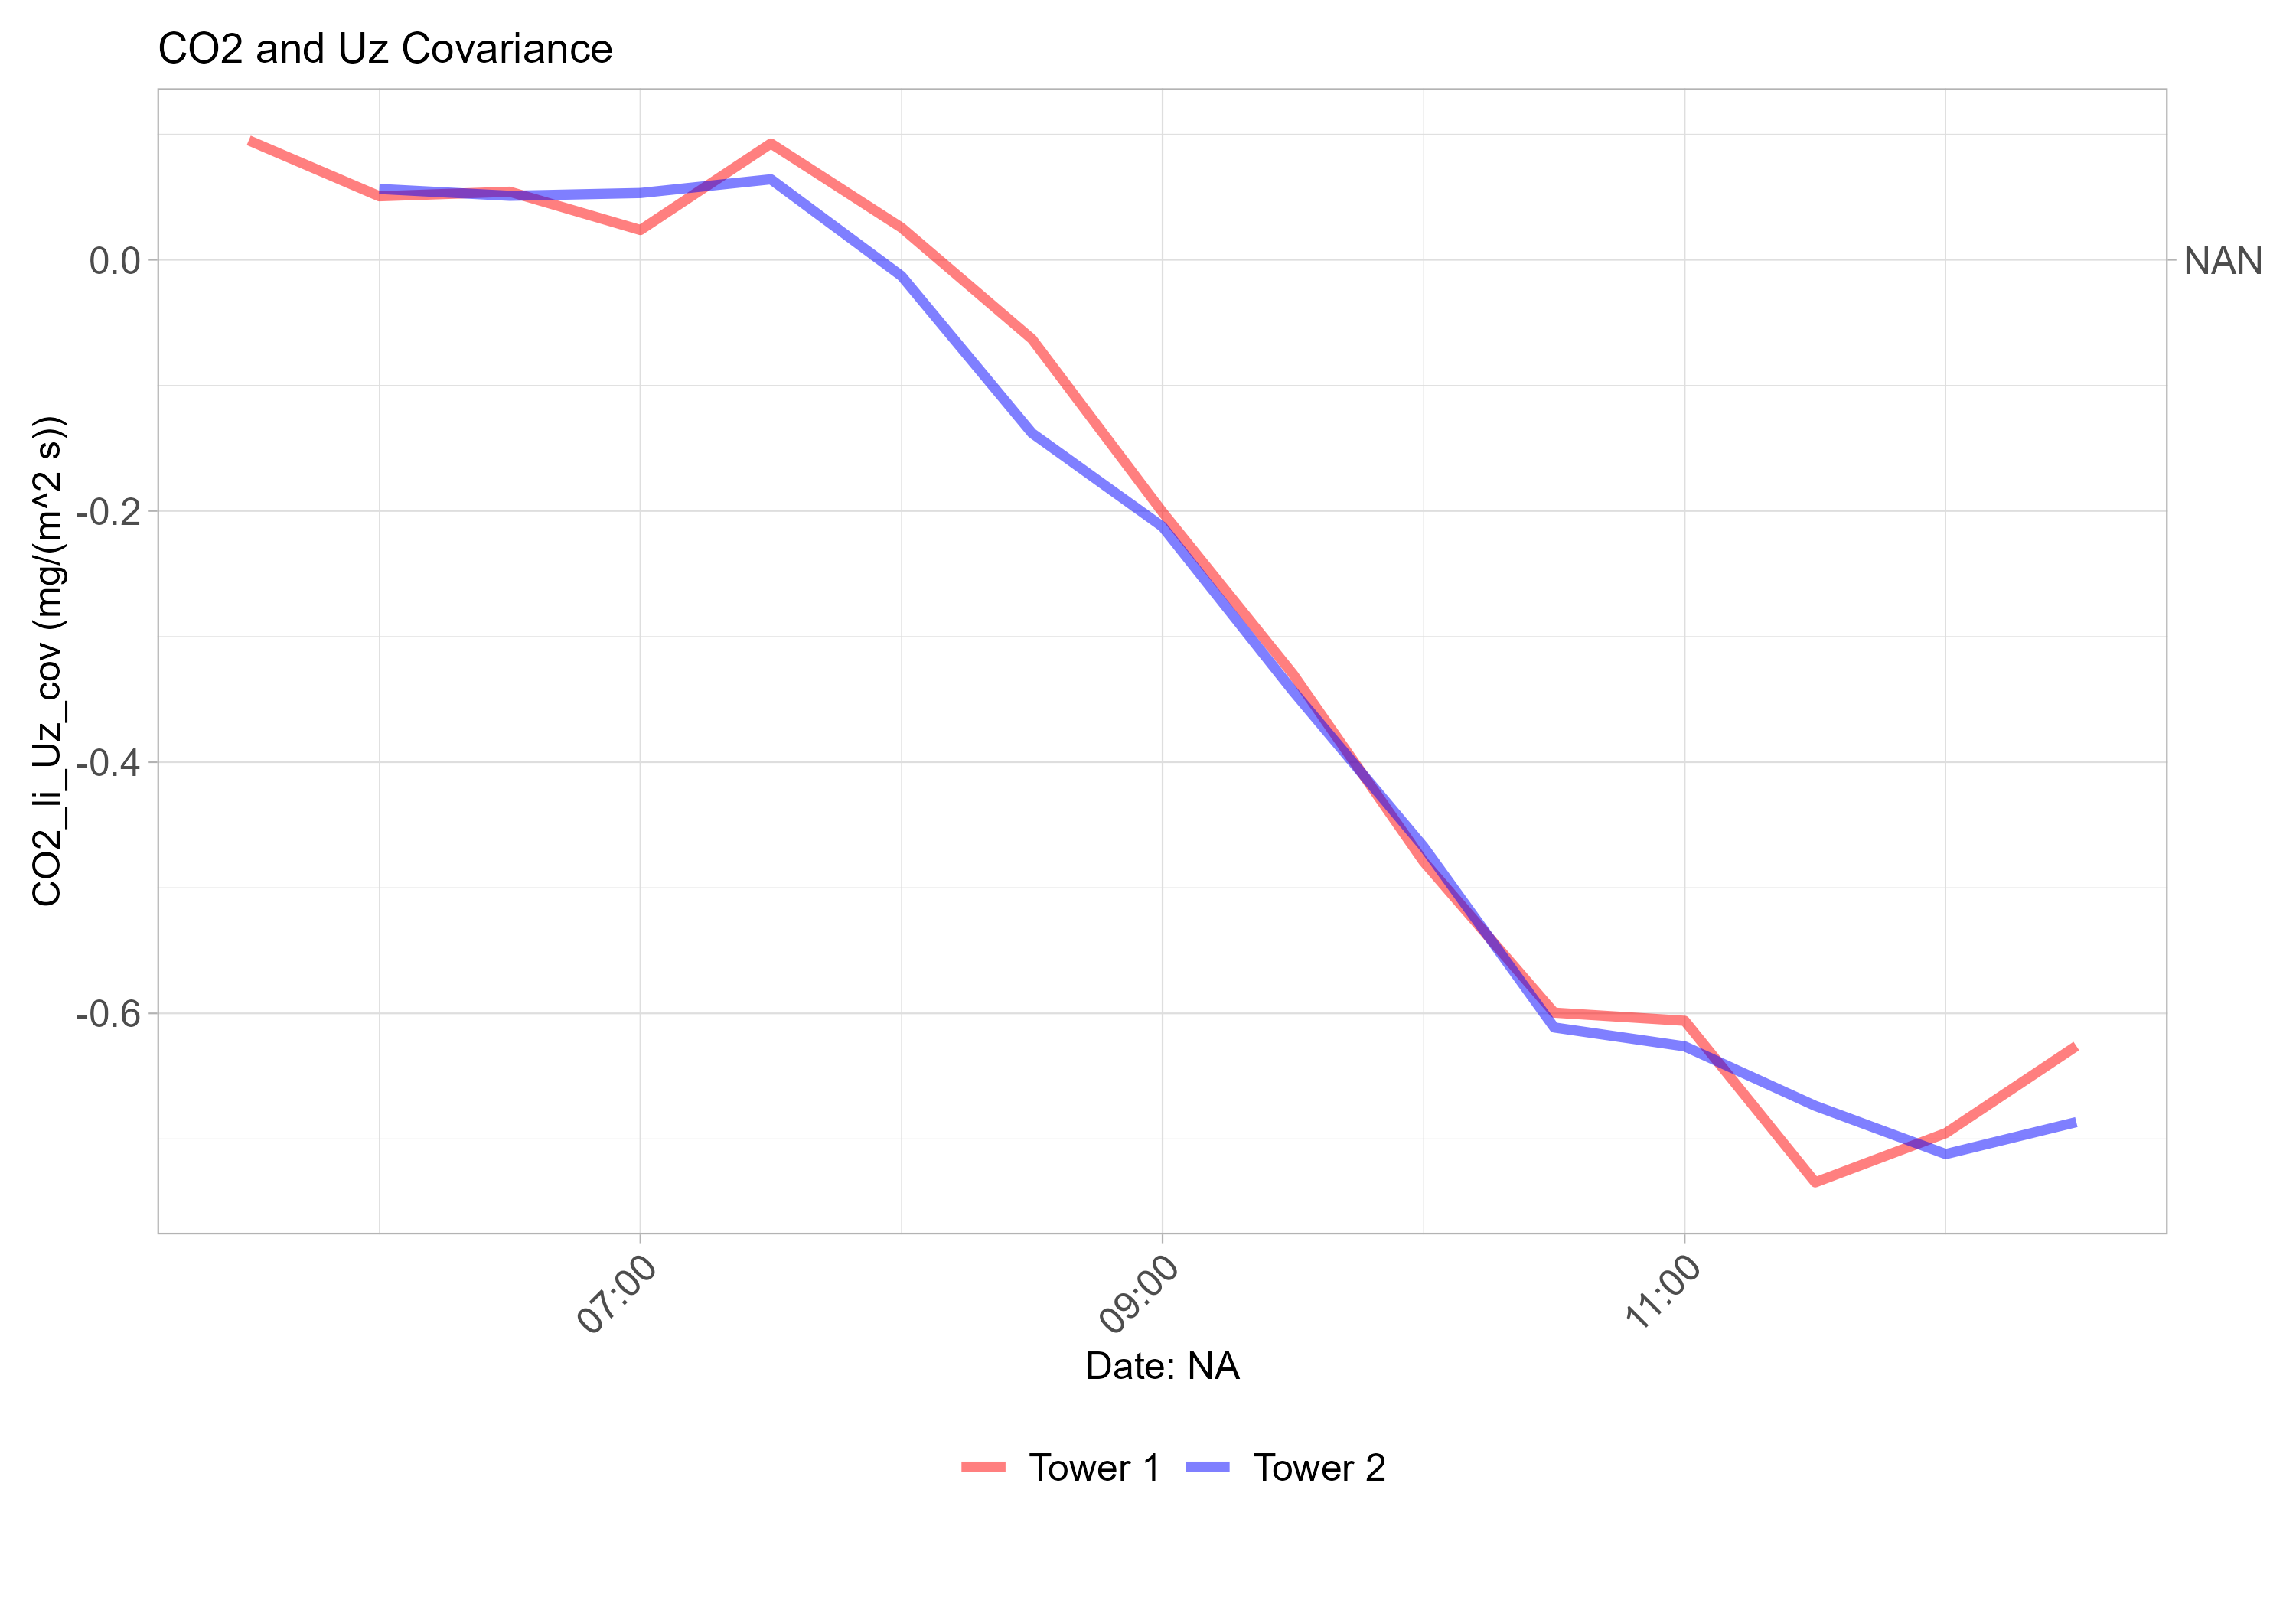 CO2 and Uz Covariance
CO2_li_Uz_cov (mg/(m^2 s))
0.0
-0.2
-0.4
-0.6
NAN
07:00
09:00
11:00
Date: NA
Tower 1
Tower 2